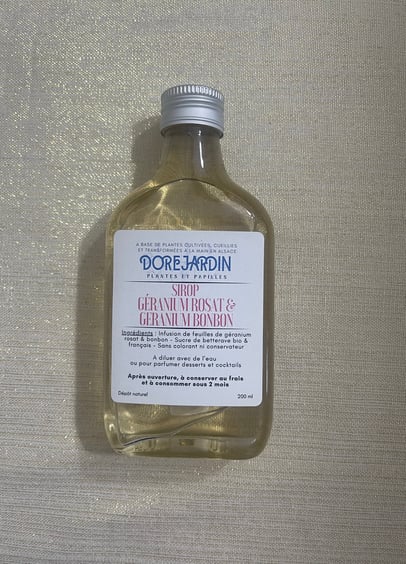 A BASE DE PLANTES CULTIVÉES, CUEILLIES
ET TRANSFORMÉES À LA MAIN EN ALSACE
DOREJARDIN
PLANTES ET PAPILLES
SIROP
GÉRANIUM ROSAT &
GERANIUM BONBON
Ingrédients : Infusion de feuilles de géranium
rosat & bonbon - Sucre de betterave bio &
français - Sans colorant ni conservateur
A diluer avec de l'eau
ou pour parfumer desserts et cocktails
Après ouverture, à conserver au frais
et à consommer sous 2 mois
Dépôt naturel
200 ml